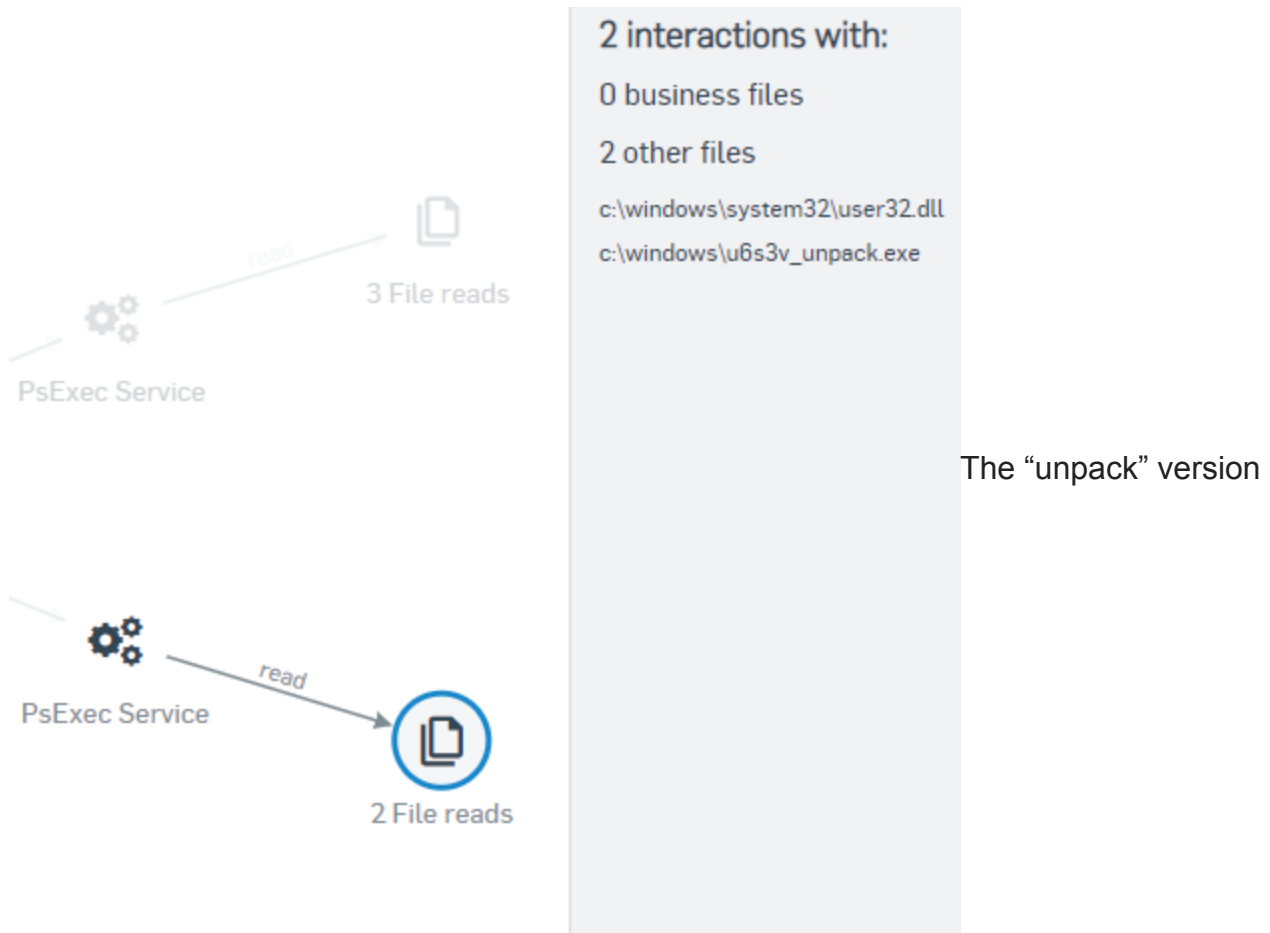 2 interactions with:
0 business files
2 other files
c:\windows\system32\user32.dll
c:\windows\u6s3v_unpack.exe
read
3 File reads
PsExec Service
The “unpack” version
read
PsExec Service
2 File reads